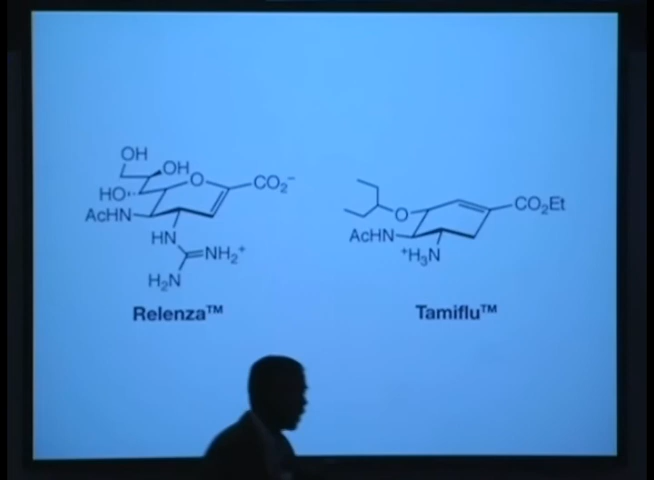 OH
OH
O
CO₂⁻
HO
AcHN
HN
NH₂⁺
H₂N
Relenza™
O
CO₂Et
AcHN
⁺H₃N
Tamiflu™